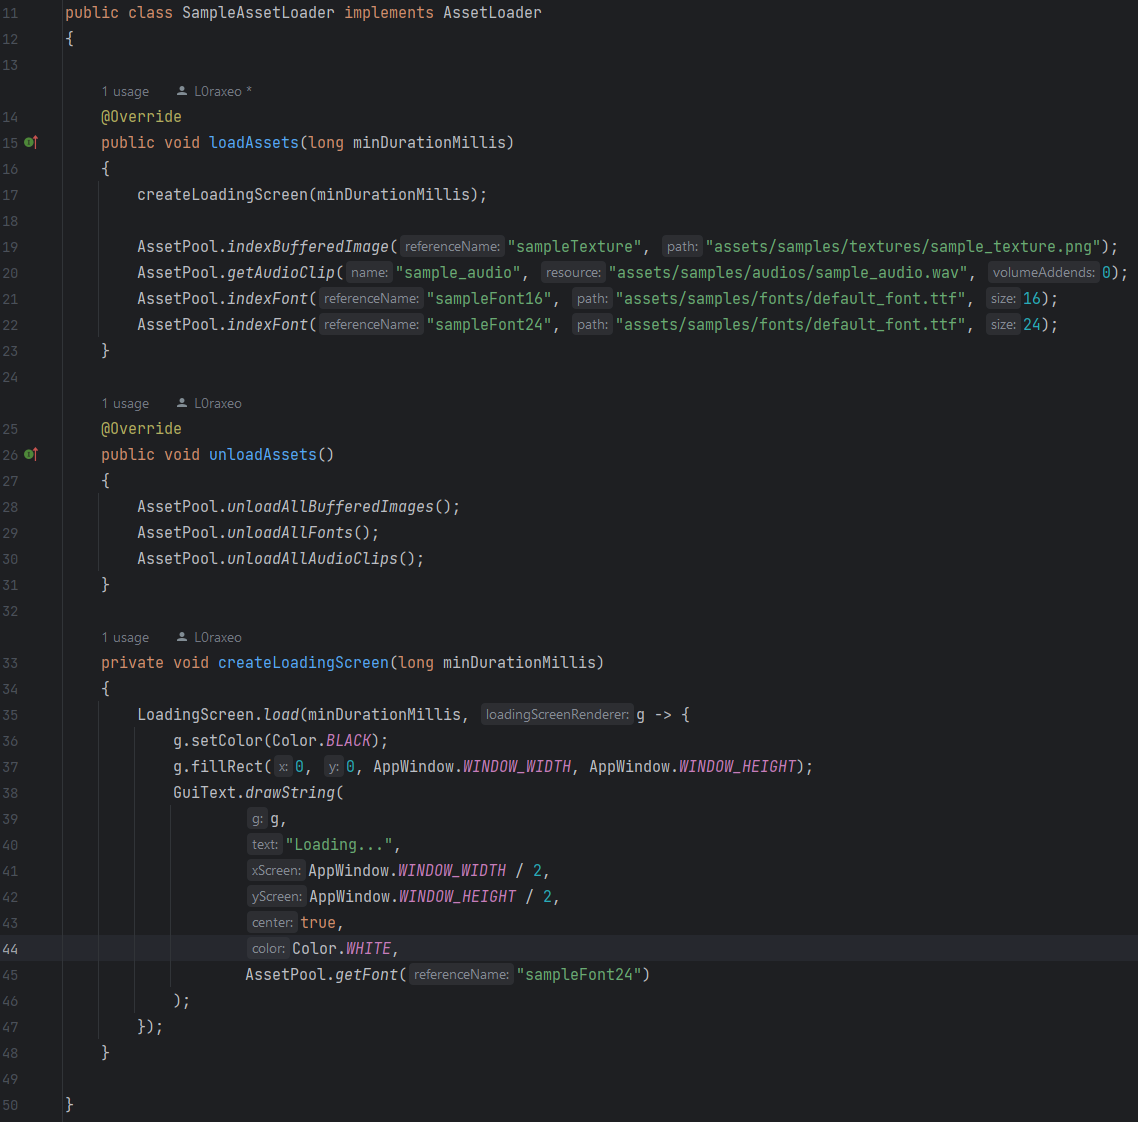 11 public class SampleAssetLoader implements AssetLoader
12 {
13
1 usage L0raxeo *
14 @Override
15 public void loadAssets(long minDurationMillis)
16 {
17 createLoadingScreen(minDurationMillis);
18
19 AssetPool.indexBufferedImage( referenceName: "sampleTexture", path: "assets/samples/textures/sample_texture.png");
20 AssetPool.getAudioClip( name: "sample_audio", resource: "assets/samples/audios/sample_audio.wav", volumeAddends: 0);
21 AssetPool.indexFont( referenceName: "sampleFont16", path: "assets/samples/fonts/default_font.ttf", size: 16);
22 AssetPool.indexFont( referenceName: "sampleFont24", path: "assets/samples/fonts/default_font.ttf", size: 24);
23 }
24
1 usage L0raxeo
25 @Override
26 public void unloadAssets()
27 {
28 AssetPool.unloadAllBufferedImages();
29 AssetPool.unloadAllFonts();
30 AssetPool.unloadAllAudioClips();
31 }
32
1 usage L0raxeo
33 private void createLoadingScreen(long minDurationMillis)
34 {
35 LoadingScreen.load(minDurationMillis, loadingScreenRenderer: g -> {
36 g.setColor(Color.BLACK);
37 g.fillRect( x: 0, y: 0, AppWindow.WINDOW_WIDTH, AppWindow.WINDOW_HEIGHT);
38 GuiText.drawString(
39 g: g,
40 text: "Loading...",
41 xScreen: AppWindow.WINDOW_WIDTH / 2,
42 yScreen: AppWindow.WINDOW_HEIGHT / 2,
43 center: true,
44 color: Color.WHITE,
45 AssetPool.getFont( referenceName: "sampleFont24")
46 );
47 });
48 }
49
50 }